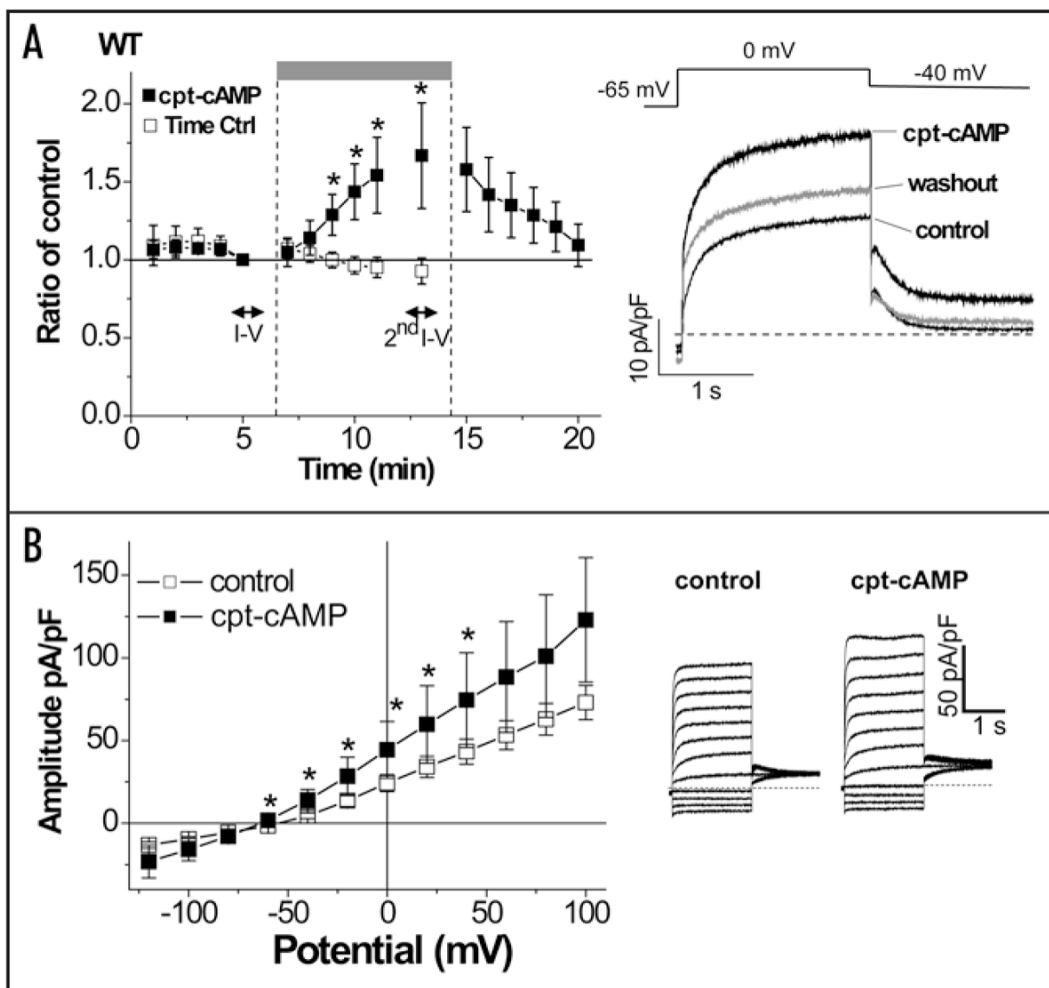 A
WT
cpt-cAMP
Time Ctrl
Ratio of control
2.0
1.5
1.0
0.5
0.0
* * * *
I-V
2nd I-V
0 5 10 15 20
Time (min)
0 mV
-65 mV
-40 mV
cpt-cAMP
washout
control
10 pA/pF
1 s
B
control
cpt-cAMP
Amplitude pA/pF
150
100
50
0
* * * * * *
-100 -50 0 50 100
Potential (mV)
control
cpt-cAMP
50 pA/pF
1 s